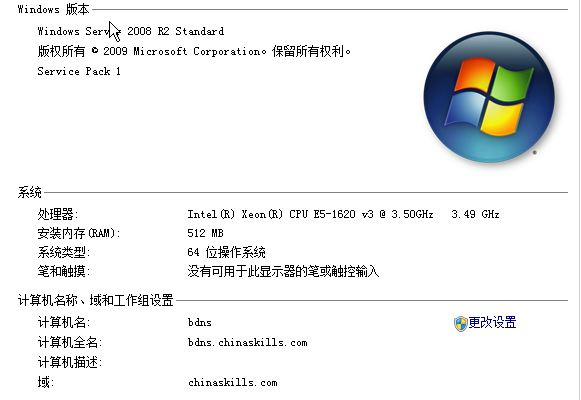 Windows 版本
Windows Server 2008 R2 Standard
版权所有 © 2009 Microsoft Corporation。保留所有权利。
Service Pack 1
系统
处理器: Intel(R) Xeon(R) CPU E5-1620 v3 @ 3.50GHz 3.49 GHz
安装内存(RAM): 512 MB
系统类型: 64 位操作系统
笔和触摸: 没有可用于此显示器的笔或触控输入
计算机名称、域和工作组设置
计算机名: bdns 更改设置
计算机全名: bdns.chinaskills.com
计算机描述:
域: chinaskills.com